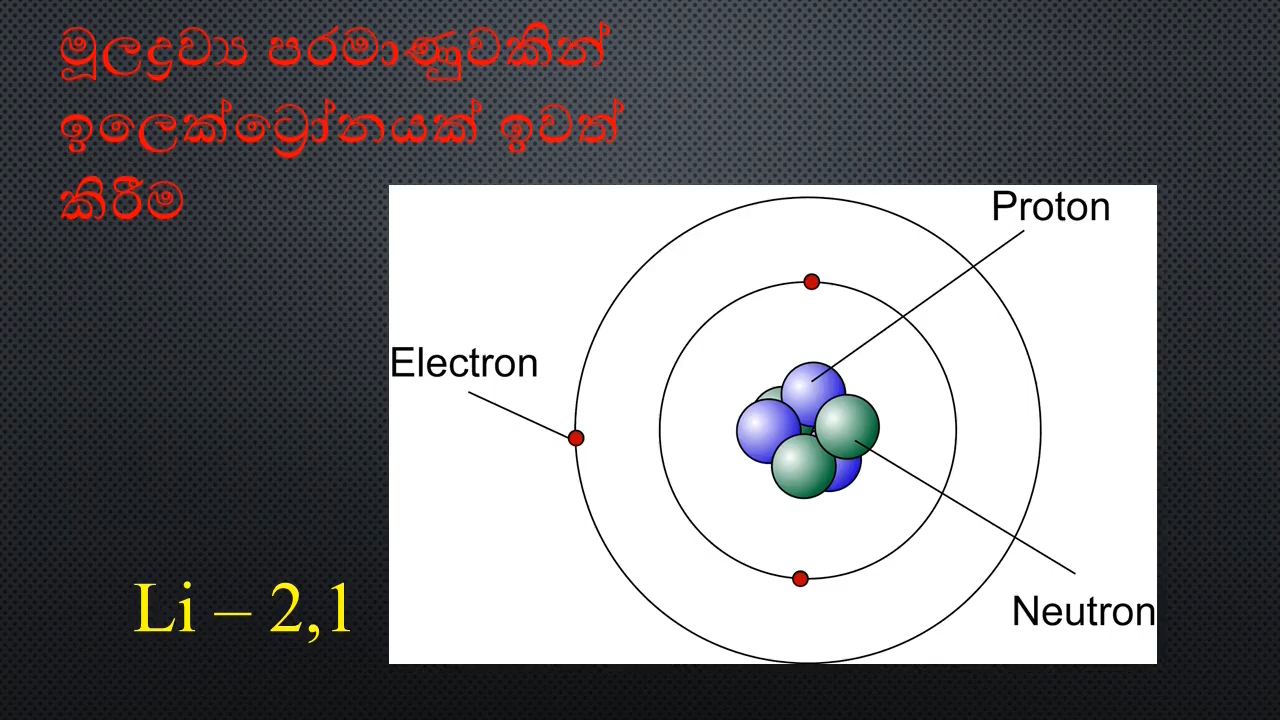 මූලද්‍රව්‍ය පරමාණුවකින්
ඉලෙක්ට්‍රෝනයක් ඉවත්
කිරීම
Proton
Electron
Li – 2,1
Neutron